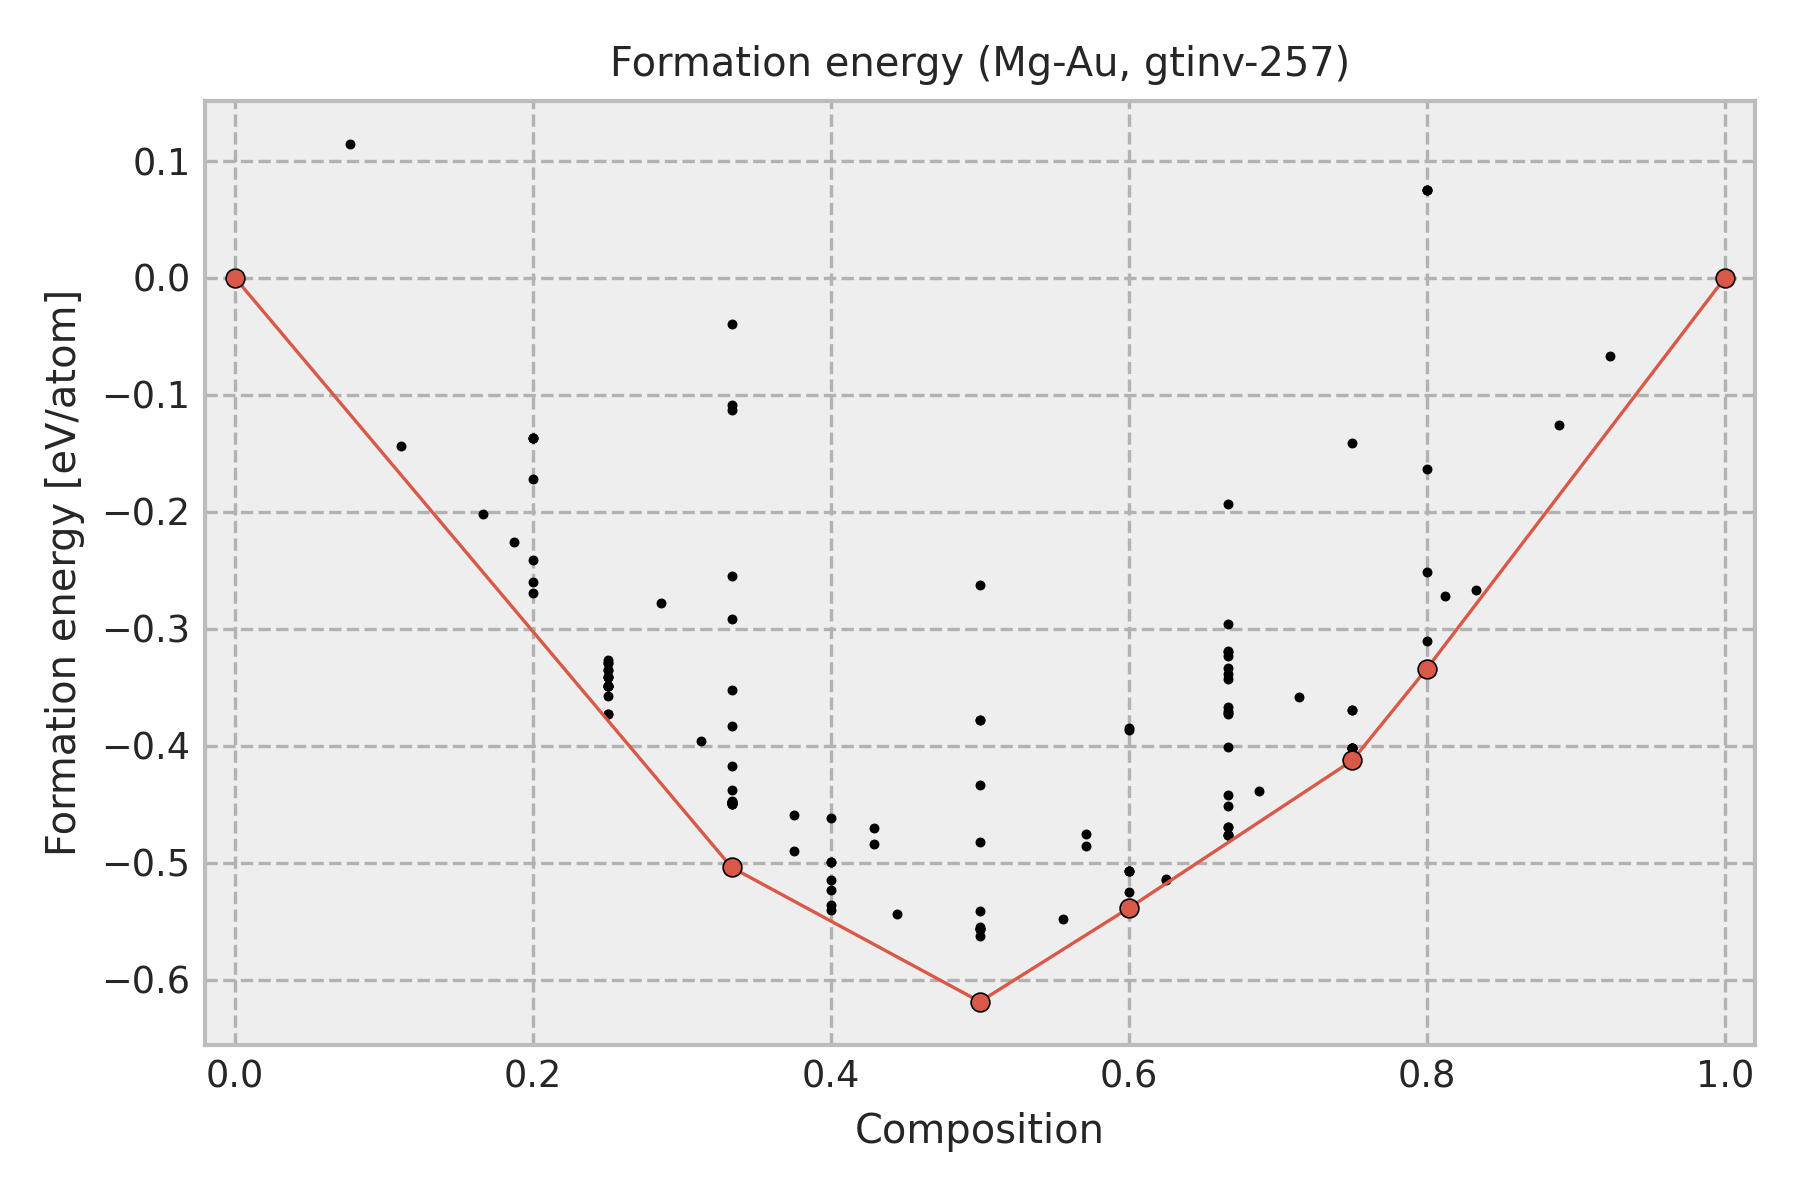 Formation energy (Mg-Au, gtinv-257)
0.1
0.0
−0.1
−0.2
−0.3
−0.4
−0.5
−0.6
Formation energy [eV/atom]
0.0 0.2 0.4 0.6 0.8 1.0
Composition